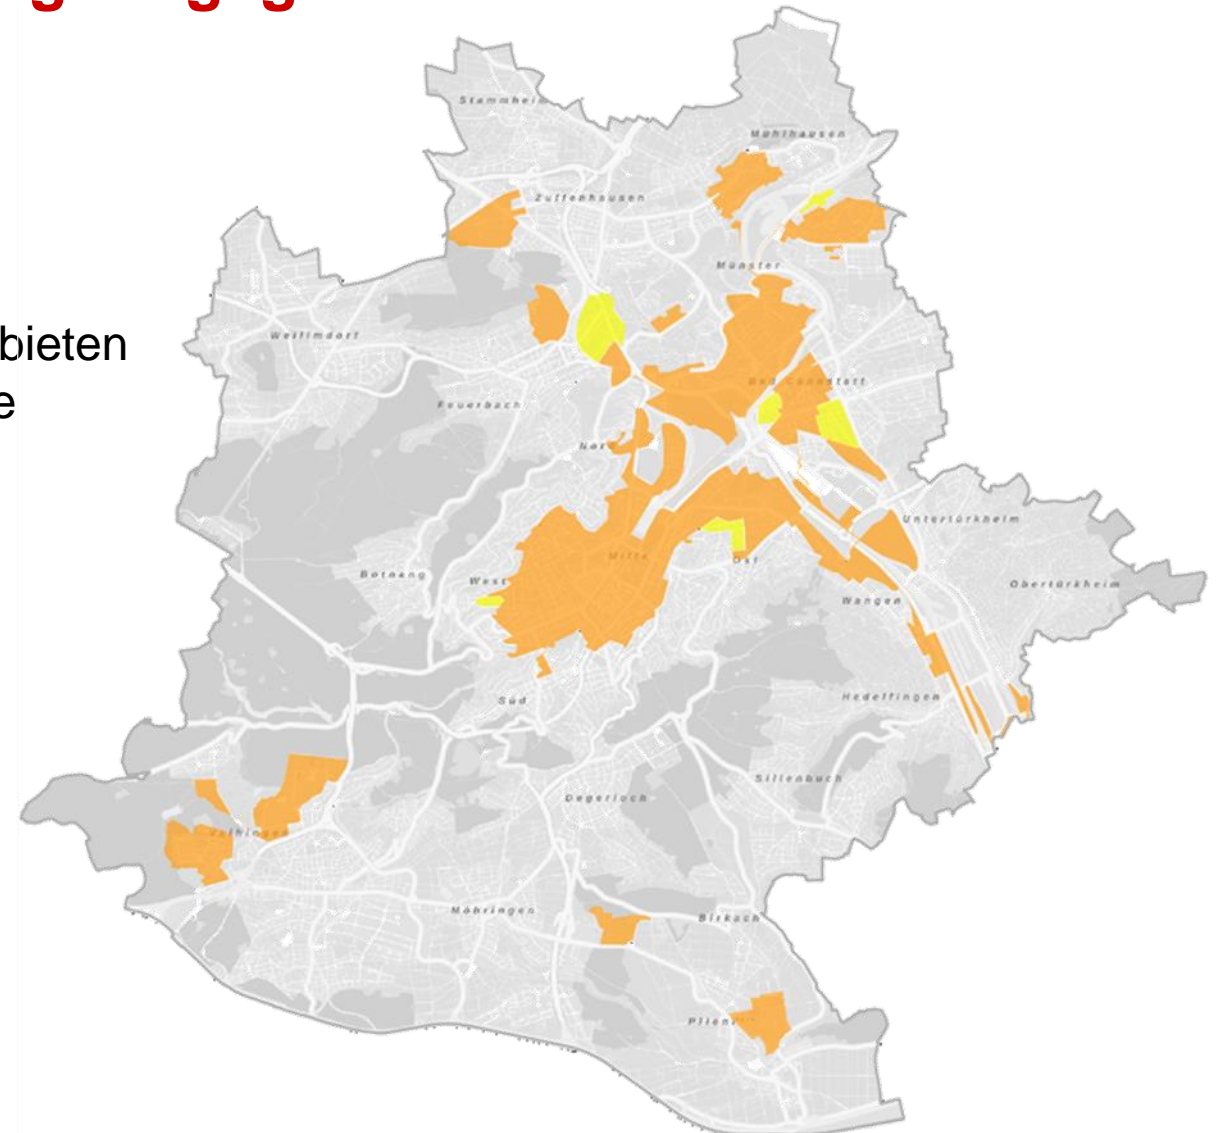 Stammheim
Mühlhausen
Zuffenhausen
Münster
Weilimdorf
bieten
Bad Cannstatt
e
Feuerbach
Nord
Untertürkheim
Mitte
Ost
Botnang
West
Obertürkheim
Wangen
Hedelfingen
Süd
Sillenbuch
Degerloch
Vaihingen
Möhringen
Birkach
Plien